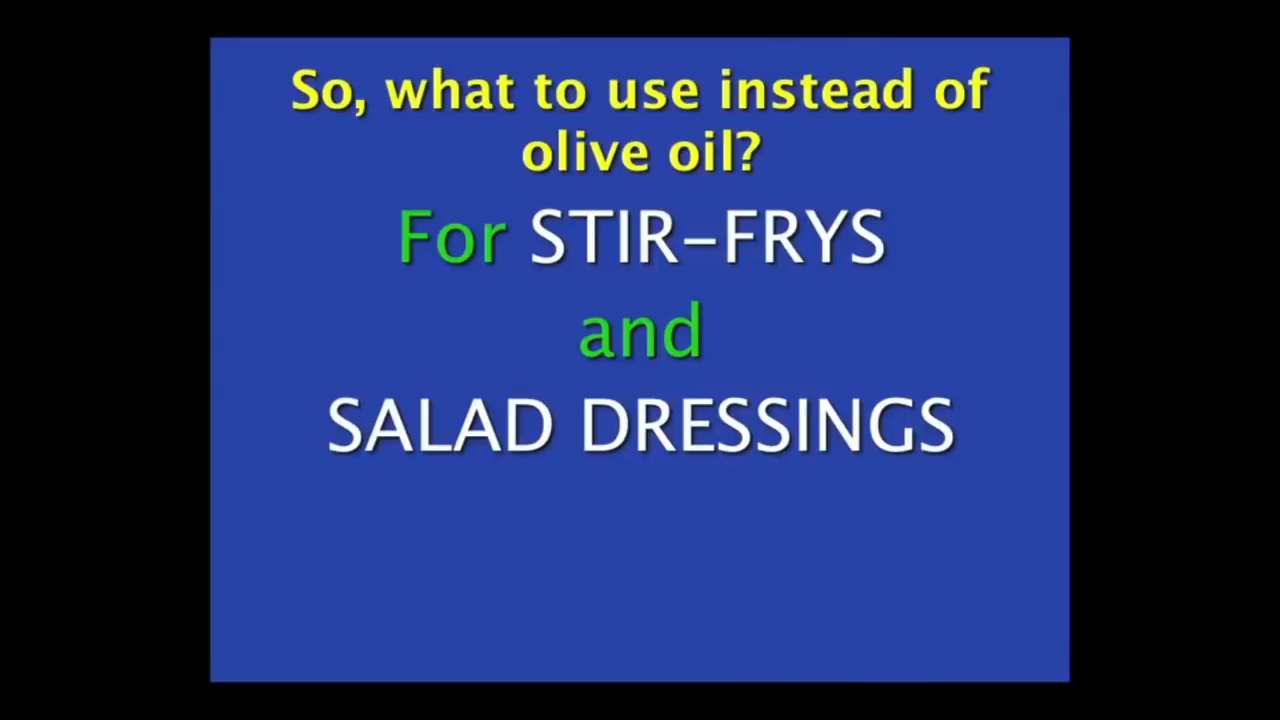 So, what to use instead of
olive oil?
For STIR-FRYS
and
SALAD DRESSINGS